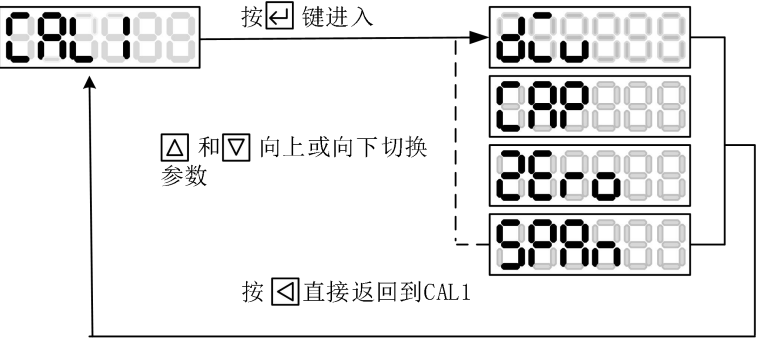 CAL1
按 键进入
dCu
CAP
和 向上或向下切换
参数
2Ero
SPAn
按 直接返回到CAL1